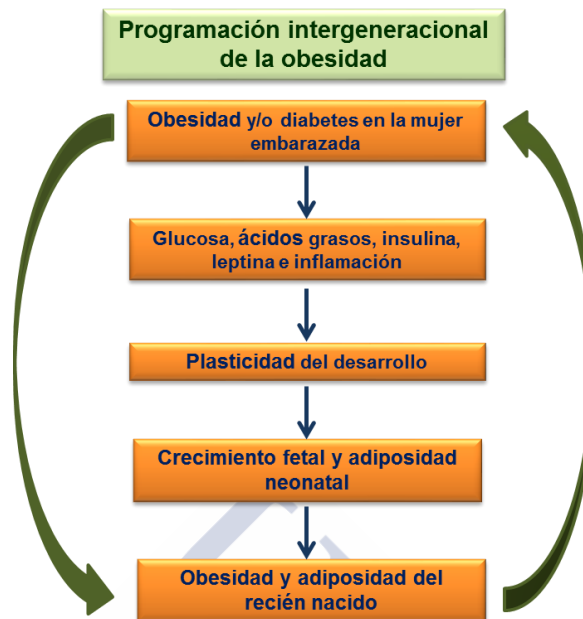 Programación intergeneracional
de la obesidad
Obesidad y/o diabetes en la mujer
embarazada
Glucosa, ácidos grasos, insulina,
leptina e inflamación
Plasticidad del desarrollo
Crecimiento fetal y adiposidad
neonatal
Obesidad y adiposidad del
recién nacido